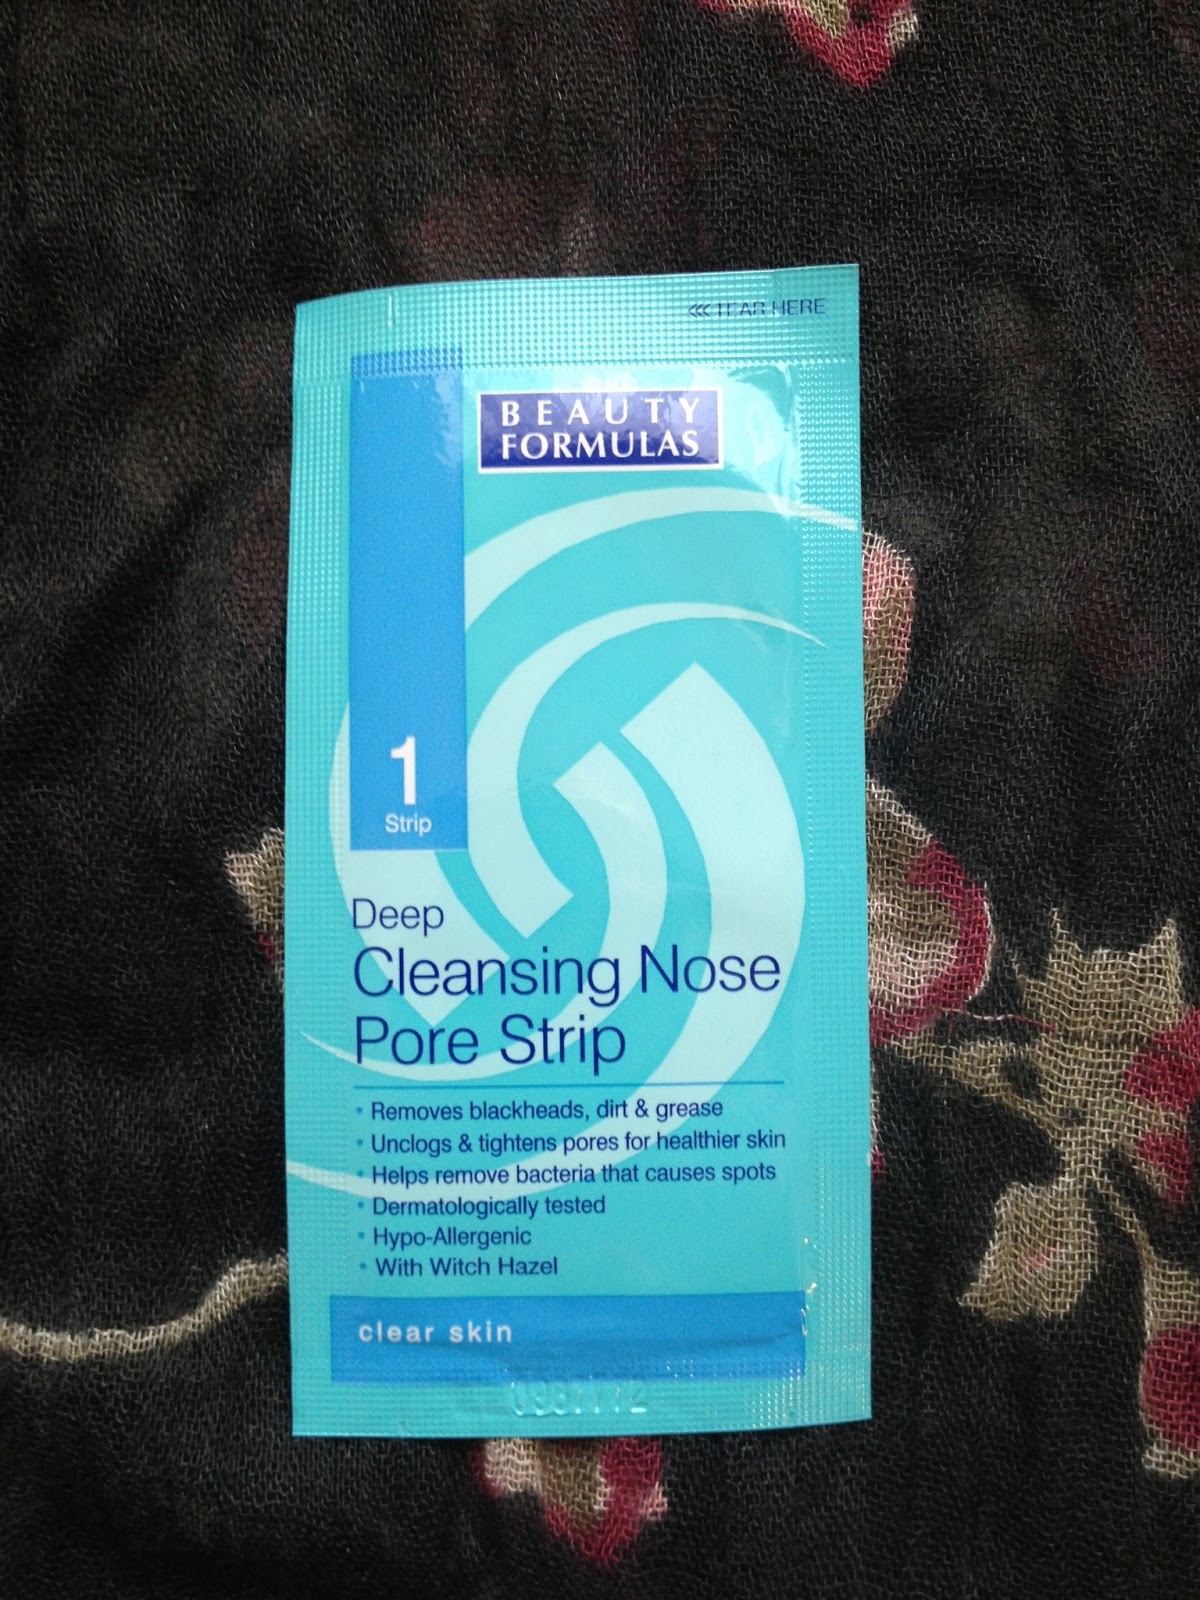 <<< TEAR HERE
BEAUTY
FORMULAS
1
Strip
Deep
Cleansing Nose
Pore Strip
• Removes blackheads, dirt & grease
• Unclogs & tightens pores for healthier skin
• Helps remove bacteria that causes spots
• Dermatologically tested
• Hypo-Allergenic
• With Witch Hazel
clear skin